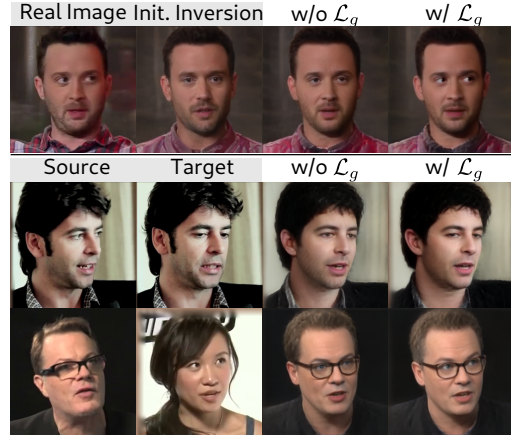 Real Image Init. Inversion w/o ℒg w/ ℒg
Source Target w/o ℒg w/ ℒg